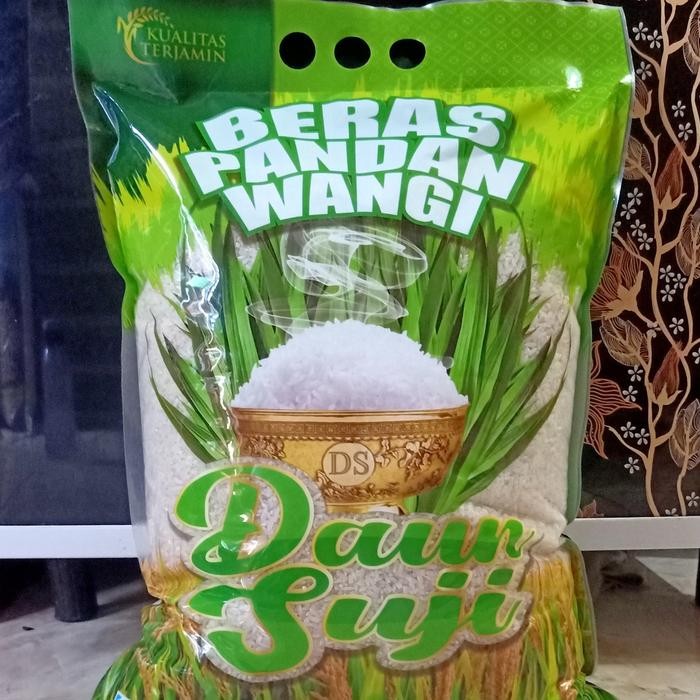 KUALITAS
TERJAMIN
BERAS
PANDAN
WANGI
DS
Daun
Suji